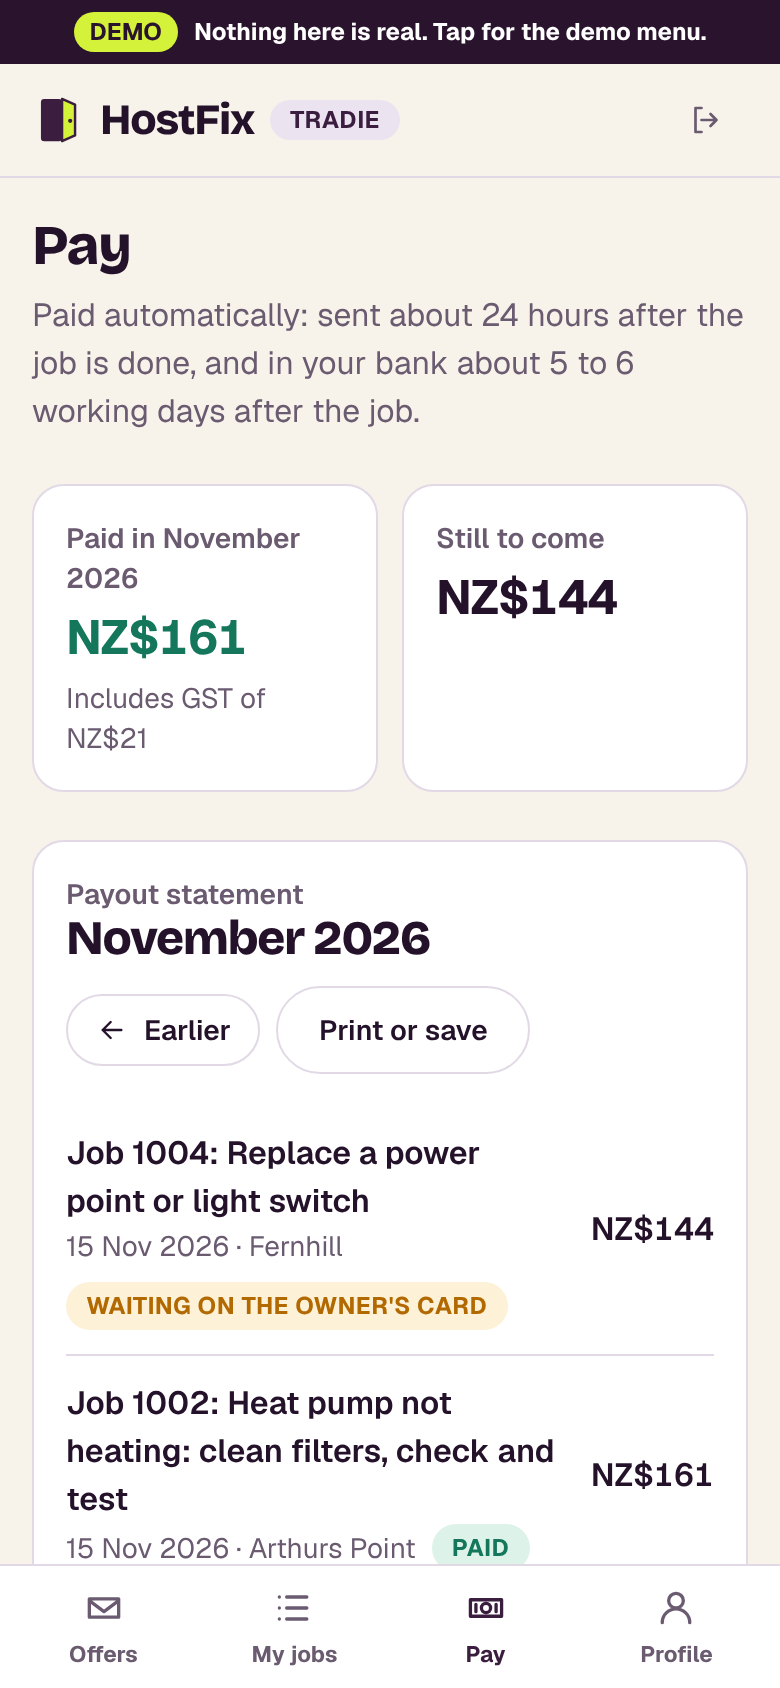 DEMO Nothing here is real. Tap for the demo menu.
HostFix TRADIE
Pay
Paid automatically: sent about 24 hours after the
job is done, and in your bank about 5 to 6
working days after the job.
Paid in November
2026
NZ$161
Includes GST of
NZ$21
Still to come
NZ$144
Payout statement
November 2026
← Earlier
Print or save
Job 1004: Replace a power
point or light switch
15 Nov 2026 · Fernhill
NZ$144
WAITING ON THE OWNER'S CARD
Job 1002: Heat pump not
heating: clean filters, check and
test
NZ$161
15 Nov 2026 · Arthurs Point PAID
Offers
My jobs
Pay
Profile